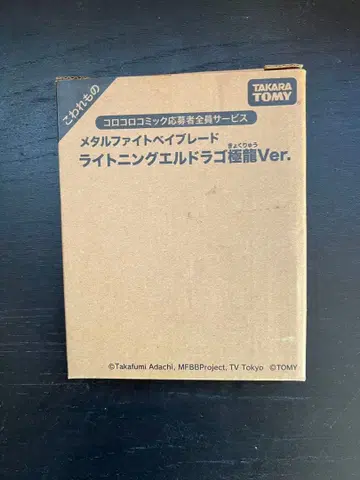 こわれもの
TAKARA
TOMY
コロコロコミック応募者全員サービス
メタルファイトベイブレード
きょくりゅう
ライトニングエルドラゴ極龍Ver.
©Takafumi Adachi, MFBBProject, TV Tokyo ©TOMY